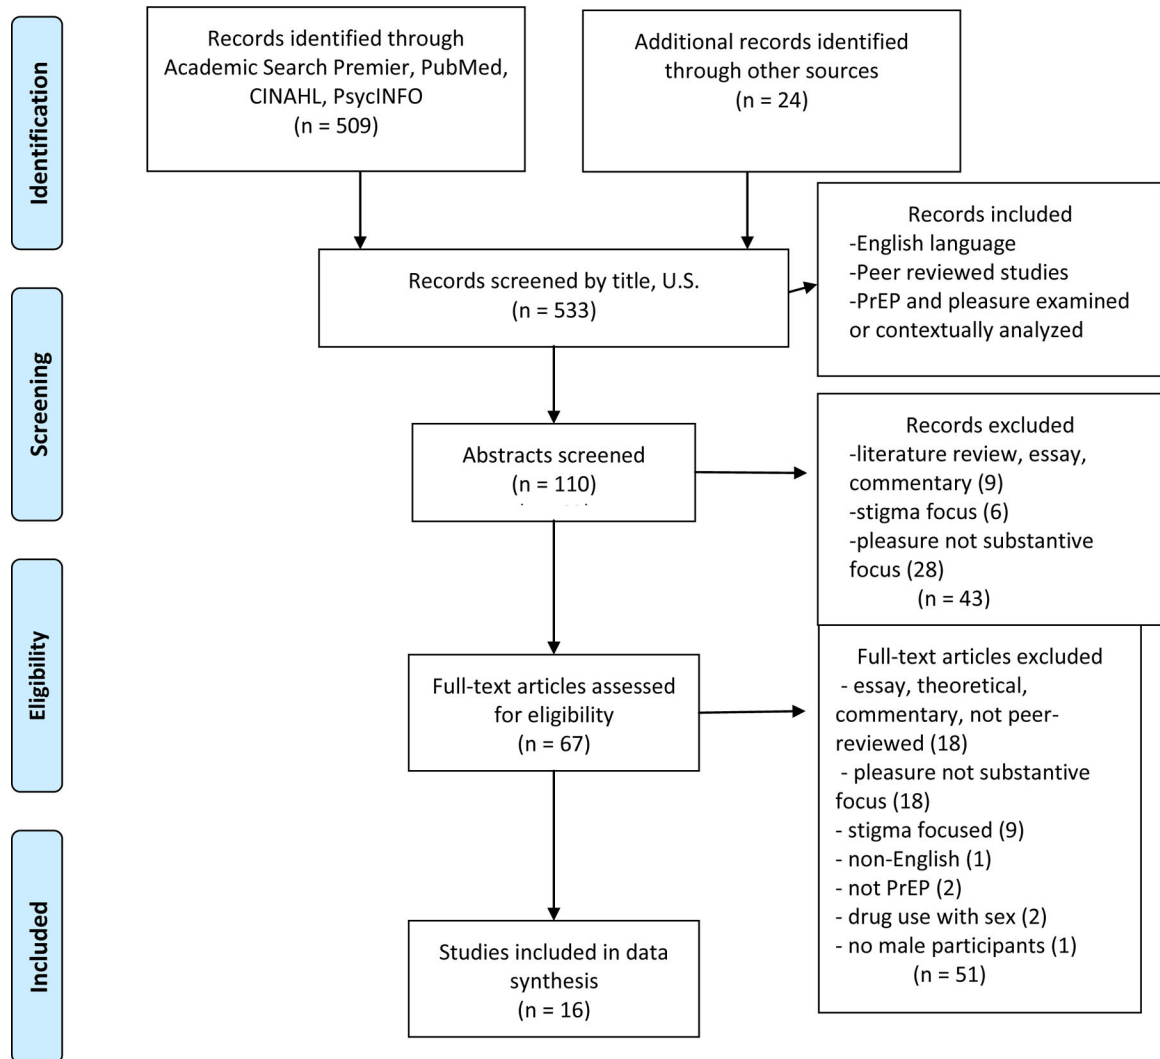 Identification
Records identified through
Academic Search Premier, PubMed,
CINAHL, PsycINFO
(n = 509)
Additional records identified
through other sources
(n = 24)
Records screened by title, U.S.
(n = 533)
Records included
-English language
-Peer reviewed studies
-PrEP and pleasure examined
or contextually analyzed
Screening
Abstracts screened
(n = 110)
Records excluded
-literature review, essay,
commentary (9)
-stigma focus (6)
-pleasure not substantive
focus (28)
(n = 43)
Eligibility
Full-text articles assessed
for eligibility
(n = 67)
Full-text articles excluded
- essay, theoretical,
commentary, not peer-
reviewed (18)
- pleasure not substantive
focus (18)
- stigma focused (9)
- non-English (1)
- not PrEP (2)
- drug use with sex (2)
- no male participants (1)
(n = 51)
Included
Studies included in data
synthesis
(n = 16)